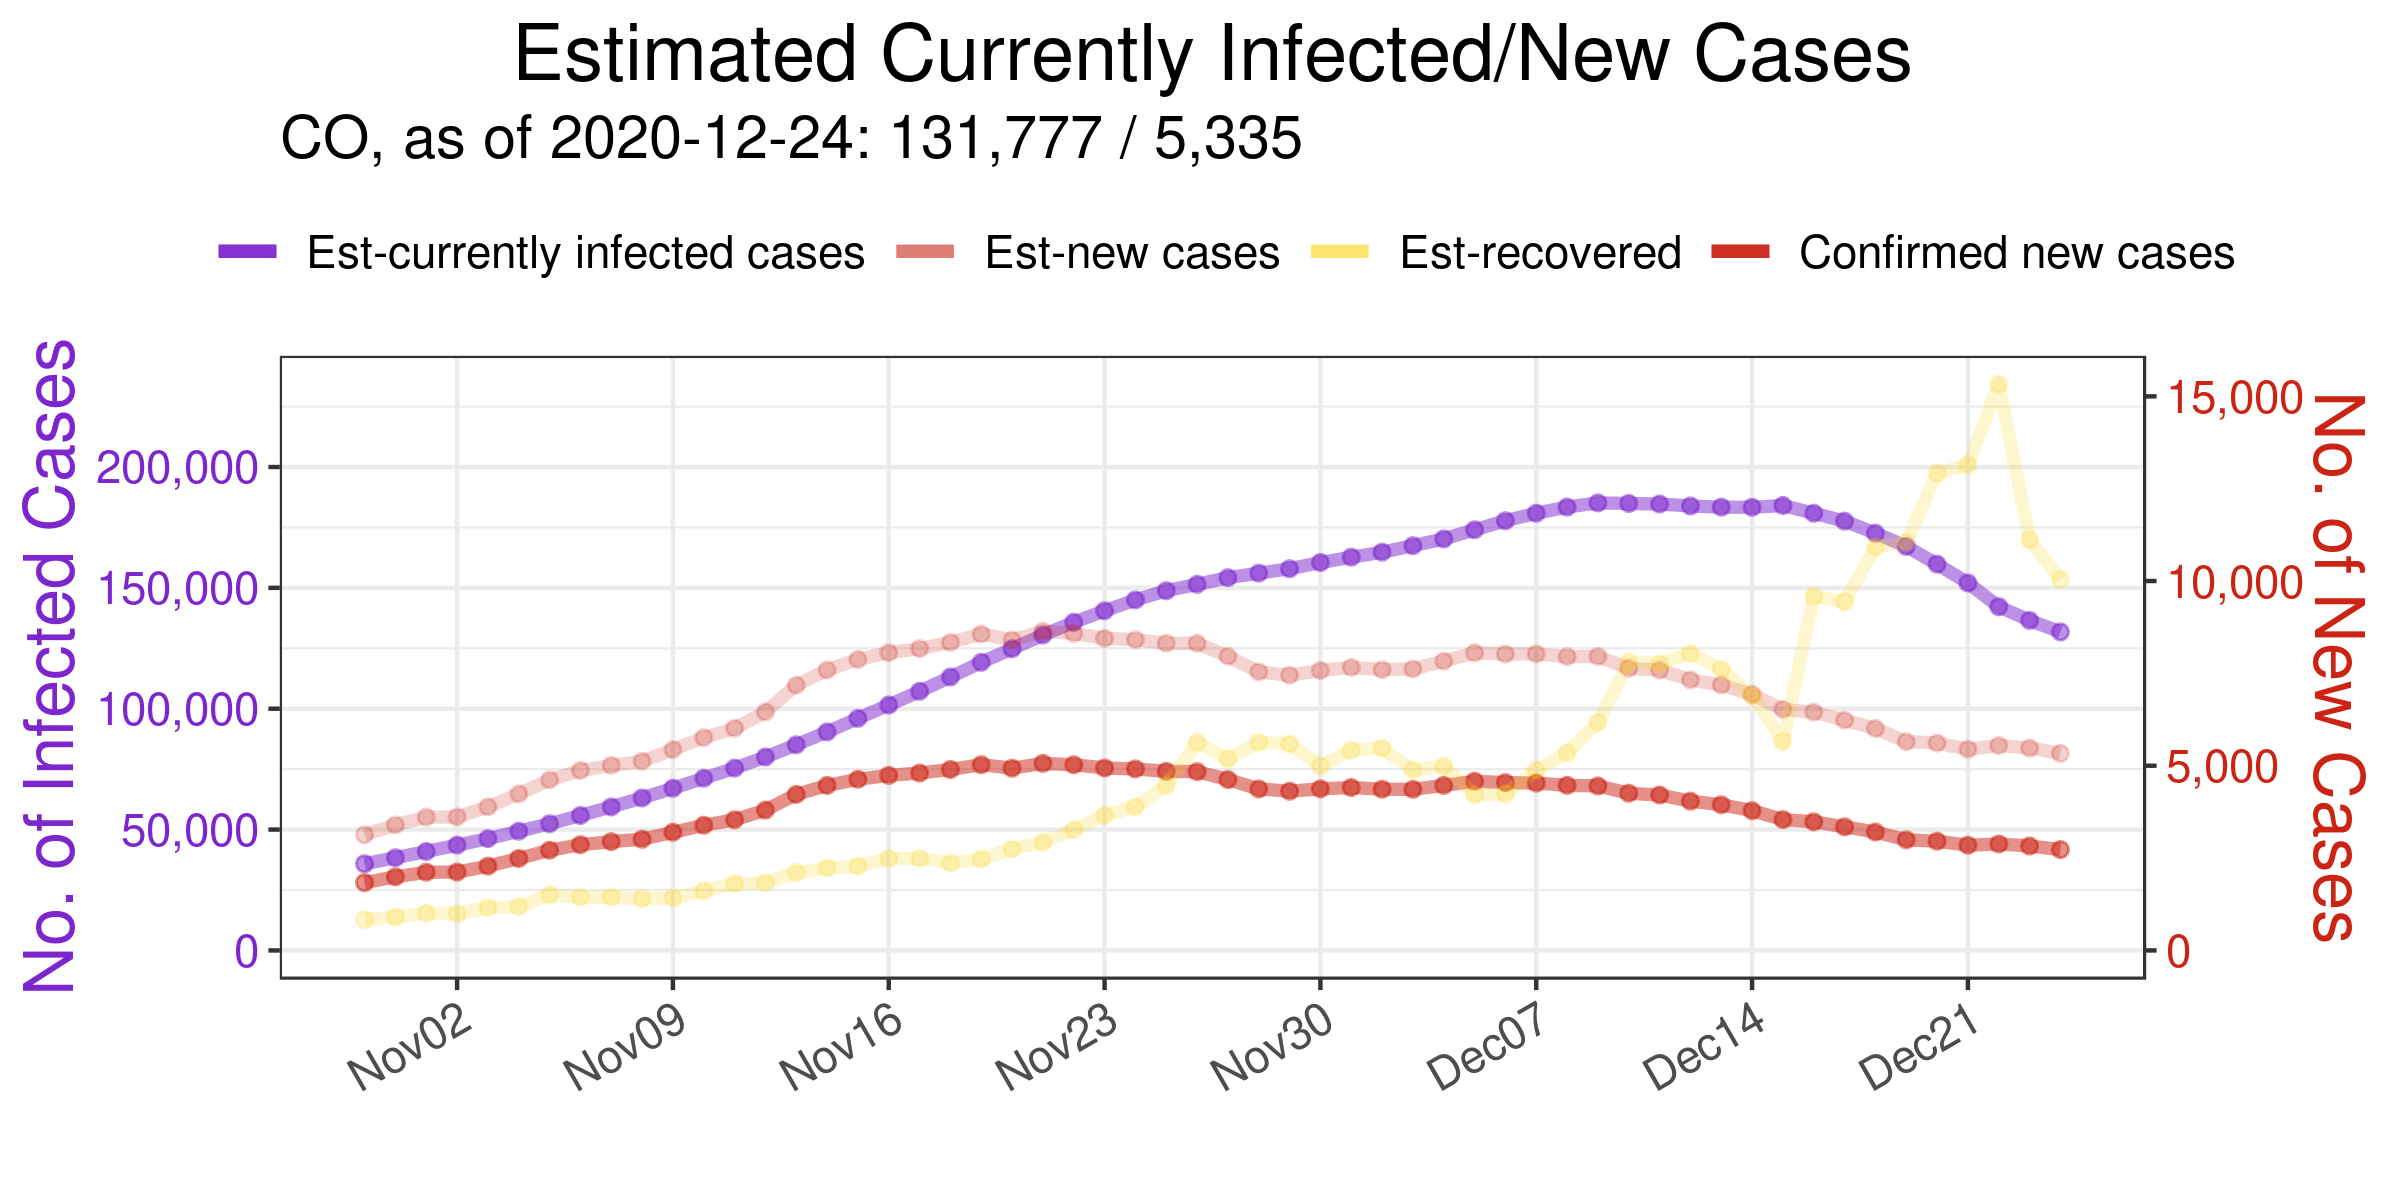 Estimated Currently Infected/New Cases
CO, as of 2020-12-24: 131,777 / 5,335
Est-currently infected cases Est-new cases Est-recovered Confirmed new cases
No. of Infected Cases
200,000
150,000
100,000
50,000
0
15,000
10,000
5,000
0
No. of New Cases
Nov02 Nov09 Nov16 Nov23 Nov30 Dec07 Dec14 Dec21